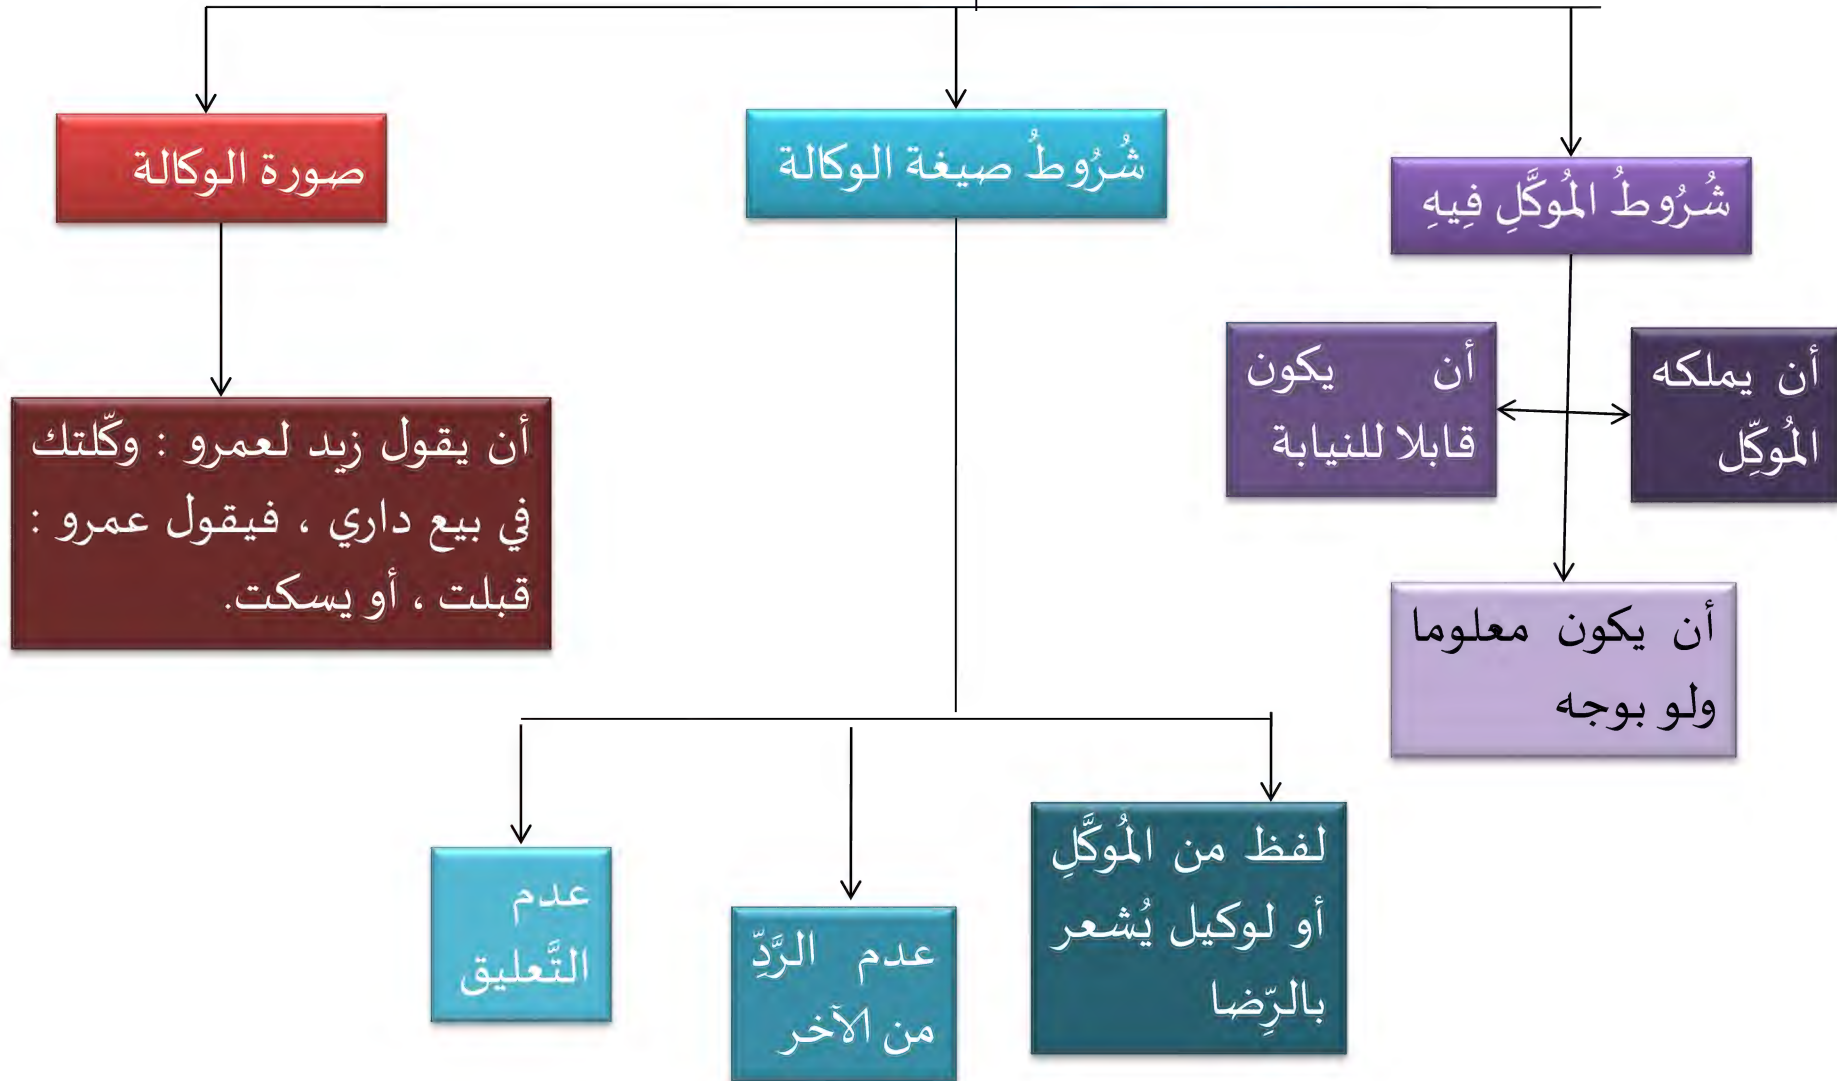 شُرُوطُ المُوكَّلِ فِيهِ
أن يملكه
المُوكِّل
أن يكون
قابلا للنيابة
أن يكون معلوما
ولو بوجه
شُرُوطُ صيغة الوكالة
لفظ من المُوكَّلِ
أو لوكيل يُشعر
بالرِّضا
عدم الرَّدِّ
من الآخر
عدم
التَّعليق
صورة الوكالة
أن يقول زيد لعمرو : وكّلتك
في بيع داري ، فيقول عمرو :
قبلت ، أو يسكت.